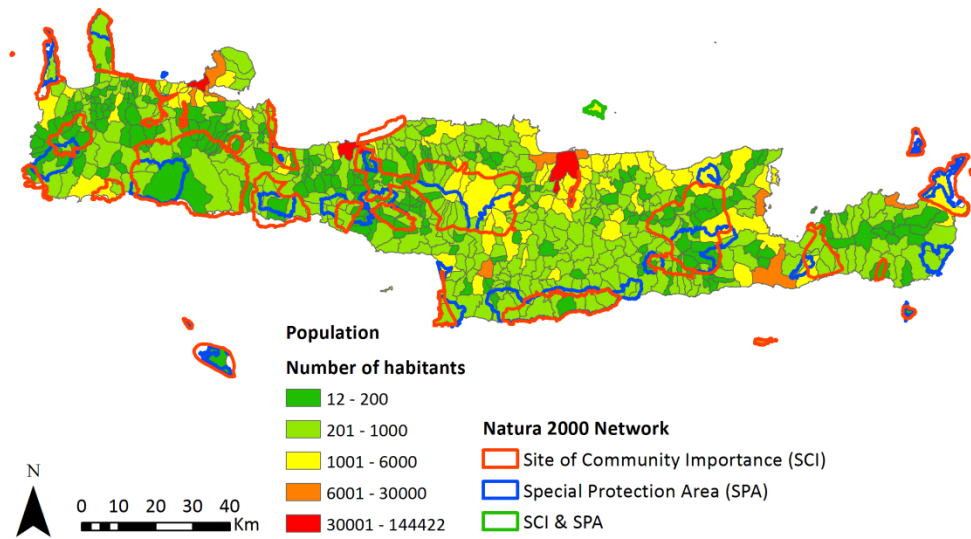 Population
Number of habitants
12 - 200
201 - 1000
1001 - 6000
6001 - 30000
30001 - 144422
Natura 2000 Network
Site of Community Importance (SCI)
Special Protection Area (SPA)
SCI & SPA
N
0 10 20 30 40
Km